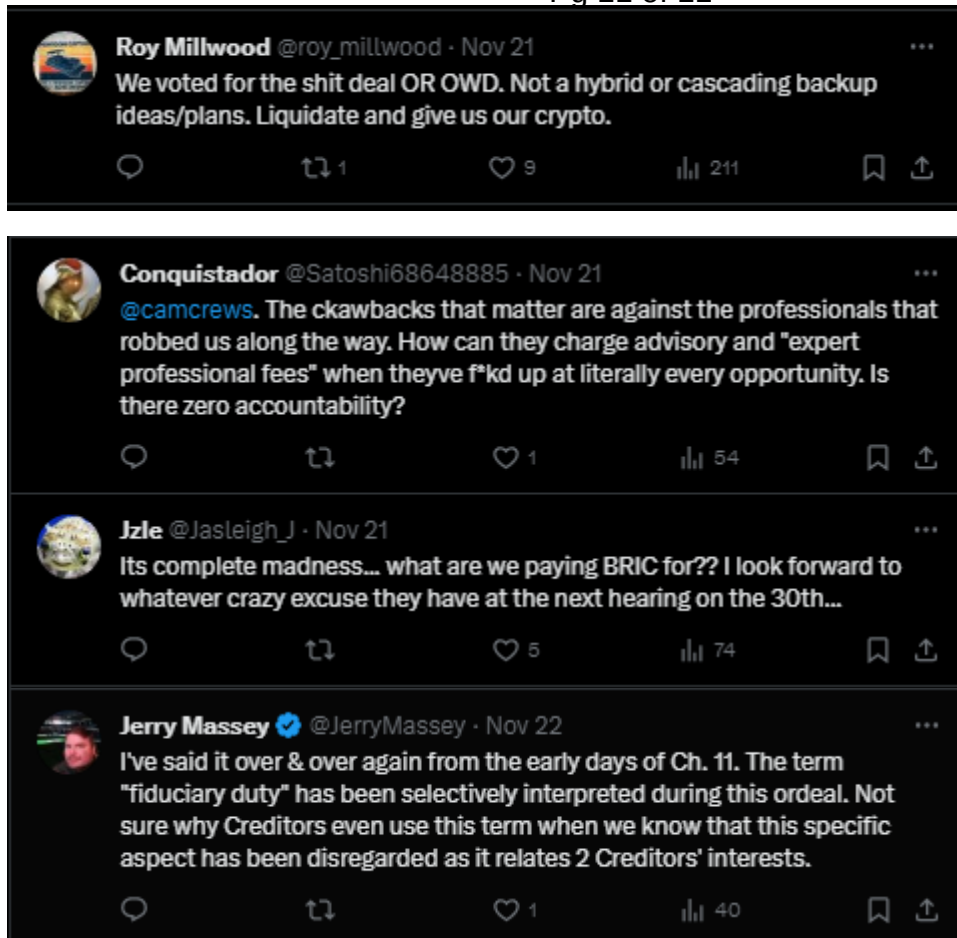 Pg 22 of 22
Roy Millwood @roy_millwood · Nov 21
We voted for the shit deal OR OWD. Not a hybrid or cascading backup
ideas/plans. Liquidate and give us our crypto.
1 9 211
Conquistador @Satoshi68648885 · Nov 21
@camcrews. The ckawbacks that matter are against the professionals that
robbed us along the way. How can they charge advisory and "expert
professional fees" when theyve f*kd up at literally every opportunity. Is
there zero accountability?
1 54
Jzle @Jasleigh_J · Nov 21
Its complete madness... what are we paying BRIC for?? I look forward to
whatever crazy excuse they have at the next hearing on the 30th...
5 74
Jerry Massey @JerryMassey · Nov 22
I've said it over & over again from the early days of Ch. 11. The term
"fiduciary duty" has been selectively interpreted during this ordeal. Not
sure why Creditors even use this term when we know that this specific
aspect has been disregarded as it relates 2 Creditors' interests.
1 40